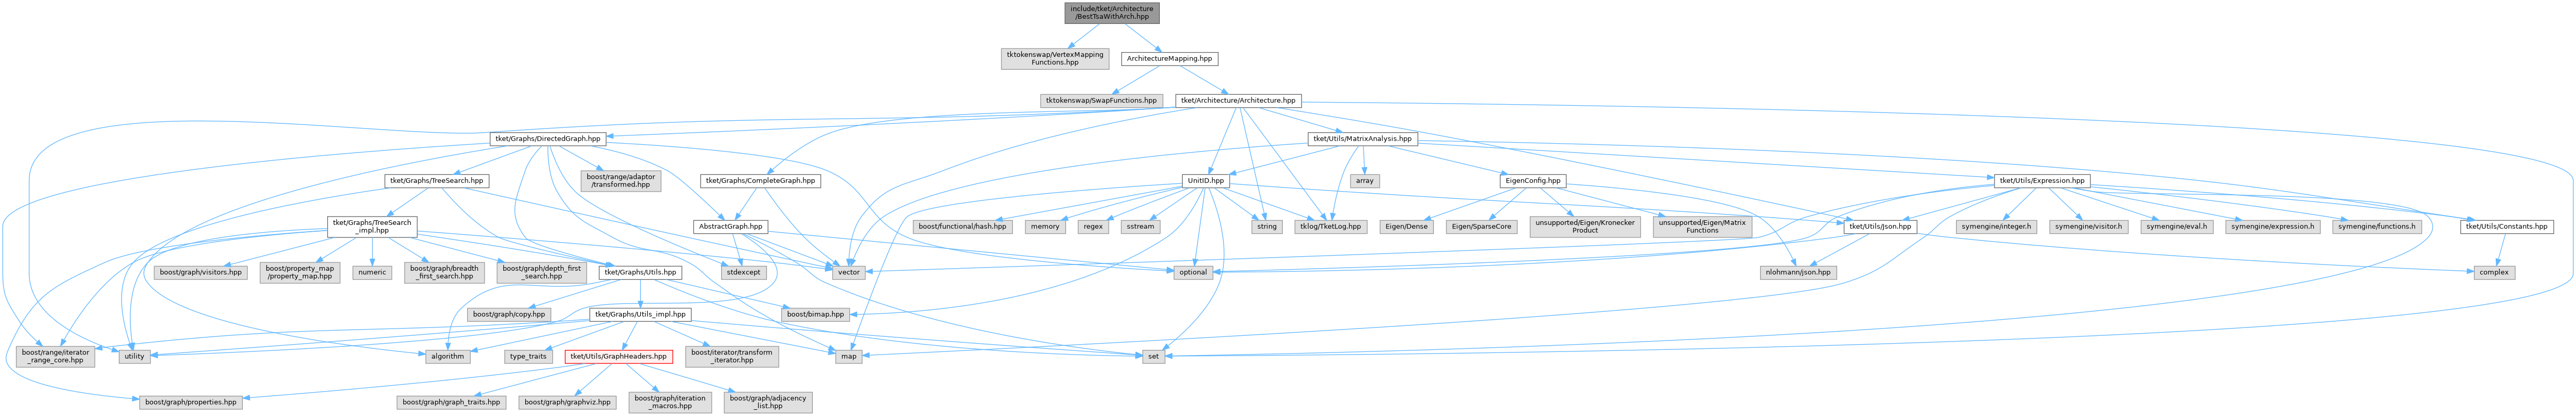 include/tket/Architecture
/BestTsaWithArch.hpp
tktokenswap/VertexMapping
Functions.hpp
ArchitectureMapping.hpp
tktokenswap/SwapFunctions.hpp
tket/Architecture/Architecture.hpp
tket/Graphs/DirectedGraph.hpp
tket/Utils/MatrixAnalysis.hpp
tket/Graphs/TreeSearch.hpp
boost/range/adaptor
/transformed.hpp
tket/Graphs/CompleteGraph.hpp
UnitID.hpp
array
EigenConfig.hpp
tket/Utils/Expression.hpp
tket/Graphs/TreeSearch
_impl.hpp
AbstractGraph.hpp
boost/functional/hash.hpp
memory
regex
sstream
string
tklog/TketLog.hpp
Eigen/Dense
Eigen/SparseCore
unsupported/Eigen/Kronecker
Product
unsupported/Eigen/Matrix
Functions
tket/Utils/Json.hpp
symengine/integer.h
symengine/visitor.h
symengine/eval.h
symengine/expression.h
symengine/functions.h
tket/Utils/Constants.hpp
boost/graph/visitors.hpp
boost/property_map
/property_map.hpp
numeric
boost/graph/breadth
_first_search.hpp
boost/graph/depth_first
_search.hpp
tket/Graphs/Utils.hpp
stdexcept
vector
optional
nlohmann/json.hpp
complex
boost/graph/copy.hpp
tket/Graphs/Utils_impl.hpp
boost/bimap.hpp
boost/range/iterator
_range_core.hpp
utility
algorithm
type_traits
tket/Utils/GraphHeaders.hpp
boost/iterator/transform
_iterator.hpp
map
set
boost/graph/properties.hpp
boost/graph/graph_traits.hpp
boost/graph/graphviz.hpp
boost/graph/iteration
_macros.hpp
boost/graph/adjacency
_list.hpp